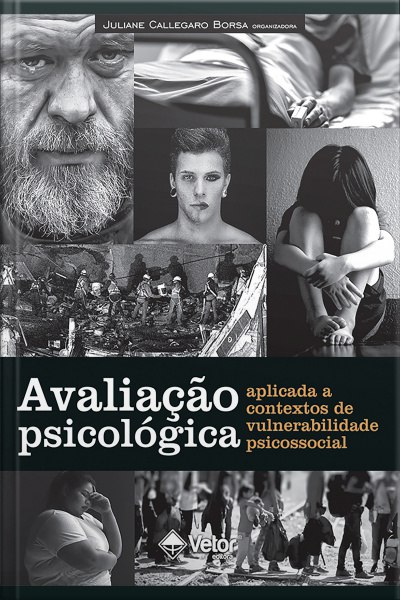 Juliane Callegaro Borsa organizadora
Avaliação
psicológica
aplicada a
contextos de
vulnerabilidade
psicossocial
Vetor
editora